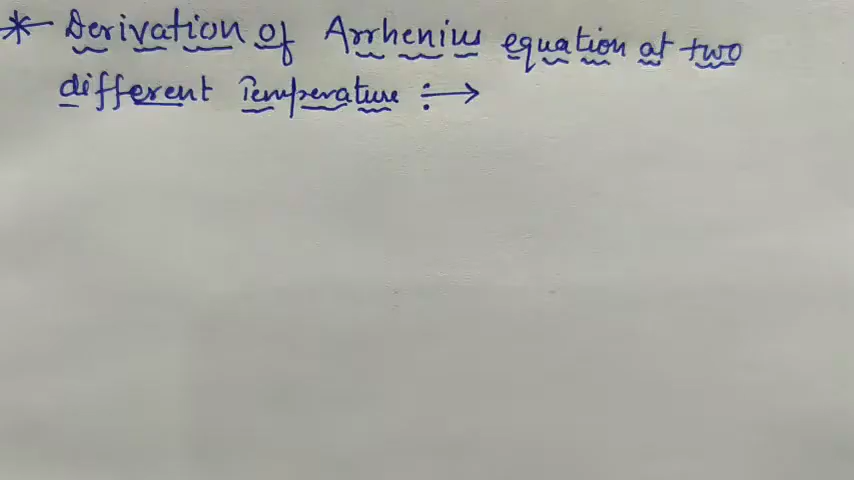 * Derivation of Arrhenius equation at two
different Temperature :→